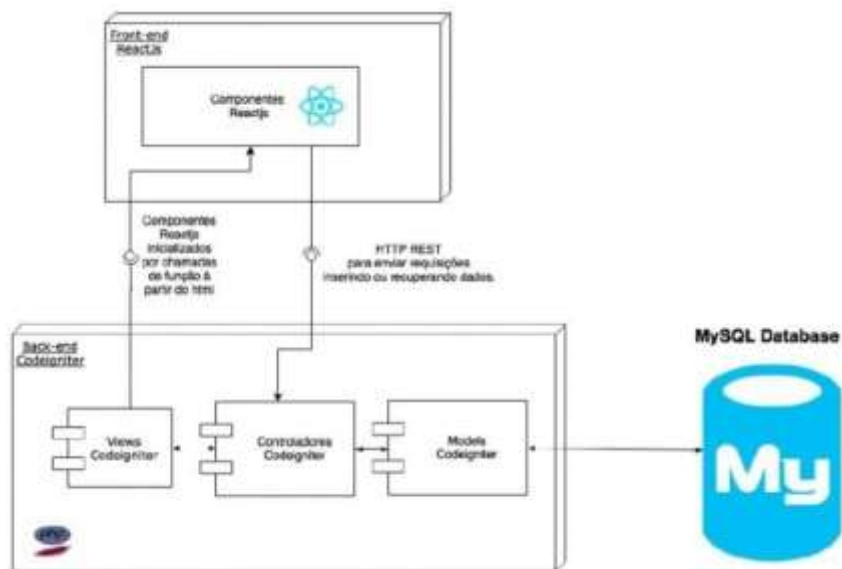 Front-end
ReactJs
Componentes
Reactjs
Componentes
Reactjs
inicializados
por chamadas
de função à
partir do html
HTTP REST
para enviar requisições
inserindo ou recuperando dados.
Back-end
Codeigniter
Views
Codeigniter
Controladores
Codeigniter
Models
Codeigniter
php
MySQL Database
My